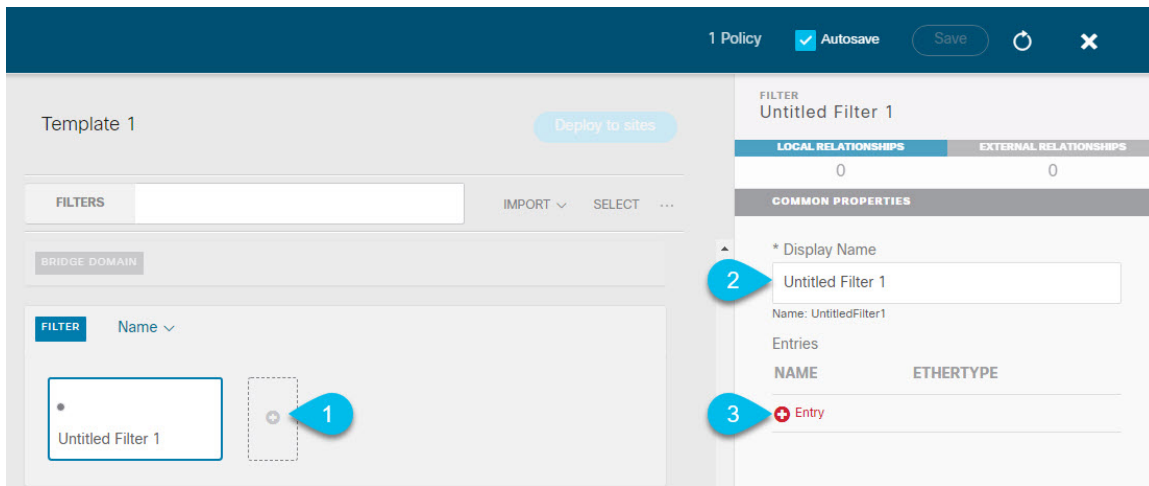 1 Policy Autosave Save
Template 1
Deploy to sites
FILTERS
IMPORT SELECT ...
BRIDGE DOMAIN
FILTER Name
Untitled Filter 1
1
FILTER
Untitled Filter 1
LOCAL RELATIONSHIPS EXTERNAL RELATIONSHIPS
0 0
COMMON PROPERTIES
* Display Name
2 Untitled Filter 1
Name: UntitledFilter1
Entries
NAME ETHERTYPE
3 Entry